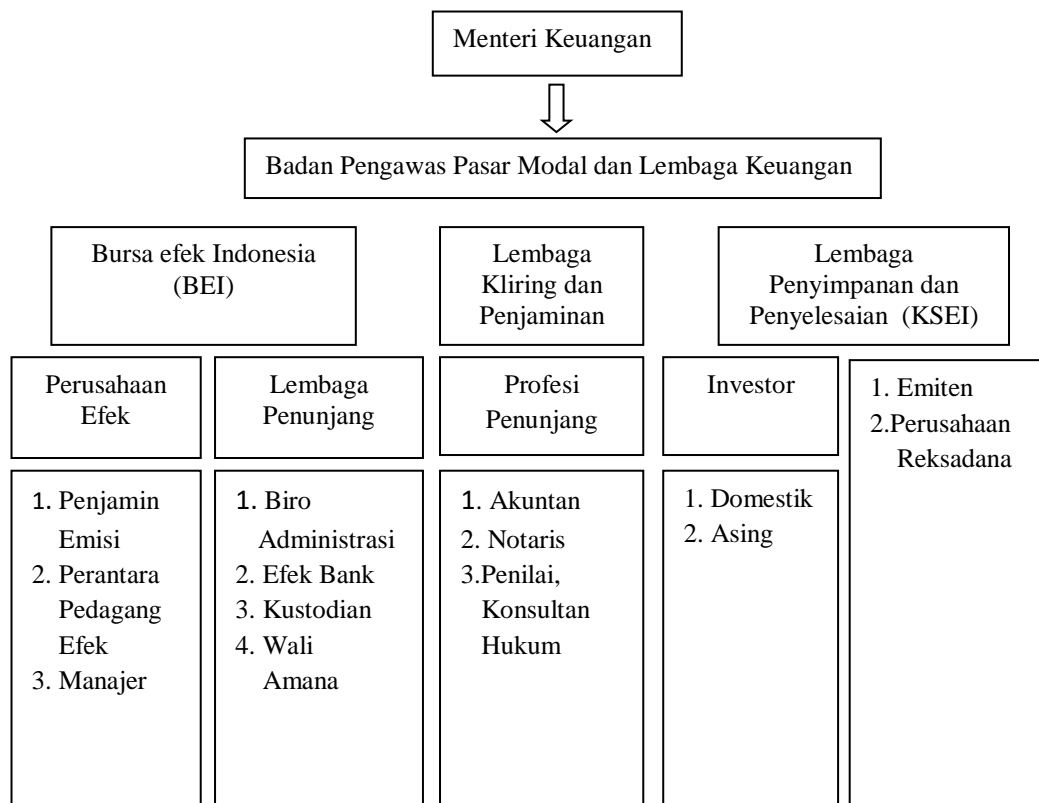 Menteri Keuangan
Badan Pengawas Pasar Modal dan Lembaga Keuangan
Bursa efek Indonesia
(BEI)
Lembaga
Kliring dan
Penjaminan
Lembaga
Penyimpanan dan
Penyelesaian (KSEI)
Perusahaan
Efek
Lembaga
Penunjang
Profesi
Penunjang
Investor
1. Emiten
2.Perusahaan
Reksadana
1. Penjamin
Emisi
2. Perantara
Pedagang
Efek
3. Manajer
1. Biro
Administrasi
2. Efek Bank
3. Kustodian
4. Wali
Amana
1. Akuntan
2. Notaris
3.Penilai,
Konsultan
Hukum
1. Domestik
2. Asing